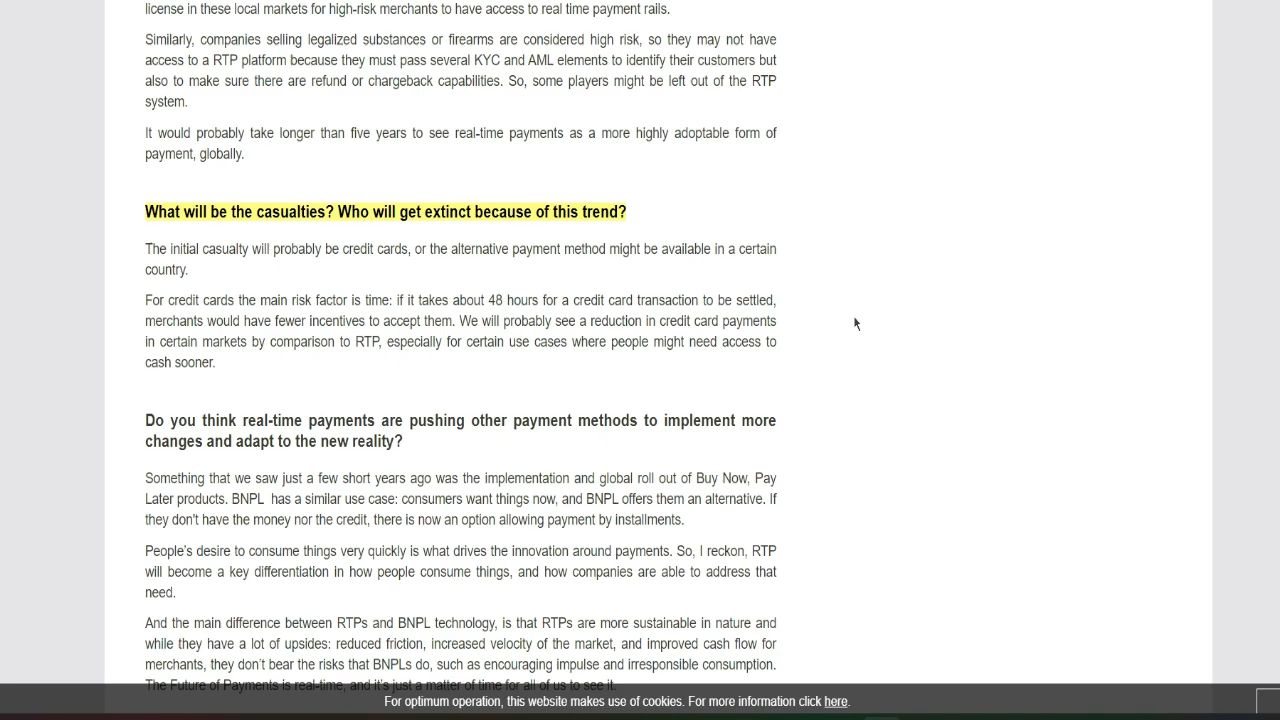 license in these local markets for high-risk merchants to have access to real time payment rails.
Similarly, companies selling legalized substances or firearms are considered high risk, so they may not have
access to a RTP platform because they must pass several KYC and AML elements to identify their customers but
also to make sure there are refund or chargeback capabilities. So, some players might be left out of the RTP
system.
It would probably take longer than five years to see real-time payments as a more highly adoptable form of
payment, globally.
What will be the casualties? Who will get extinct because of this trend?
The initial casualty will probably be credit cards, or the alternative payment method might be available in a certain
country.
For credit cards the main risk factor is time: if it takes about 48 hours for a credit card transaction to be settled,
merchants would have fewer incentives to accept them. We will probably see a reduction in credit card payments
in certain markets by comparison to RTP, especially for certain use cases where people might need access to
cash sooner.
Do you think real-time payments are pushing other payment methods to implement more
changes and adapt to the new reality?
Something that we saw just a few short years ago was the implementation and global roll out of Buy Now, Pay
Later products. BNPL has a similar use case: consumers want things now, and BNPL offers them an alternative. If
they don't have the money nor the credit, there is now an option allowing payment by installments.
People's desire to consume things very quickly is what drives the innovation around payments. So, I reckon, RTP
will become a key differentiation in how people consume things, and how companies are able to address that
need.
And the main difference between RTPs and BNPL technology, is that RTPs are more sustainable in nature and
while they have a lot of upsides: reduced friction, increased velocity of the market, and improved cash flow for
merchants, they don't bear the risks that BNPLs do, such as encouraging impulse and irresponsible consumption.
The Future of Payments is real-time, and it's just a matter of time for all of us to see it.
For optimum operation, this website makes use of cookies. For more information click here.